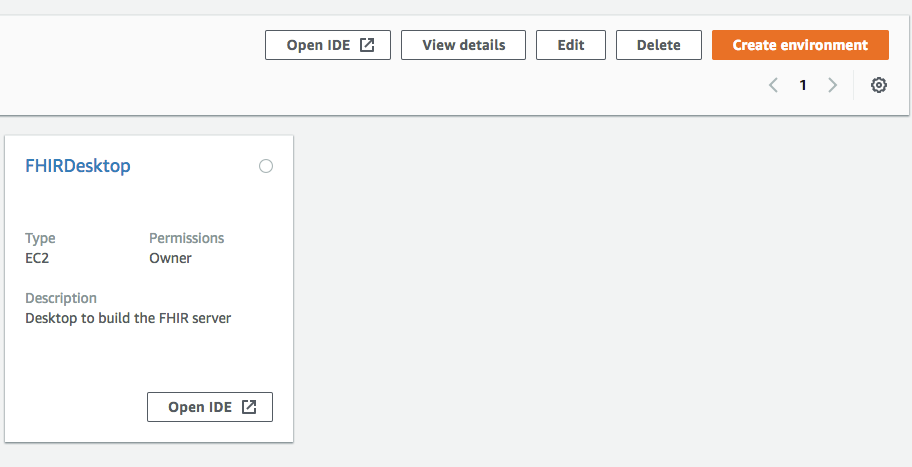 Open IDE View details Edit Delete Create environment
1
FHIRDesktop
Type Permissions
EC2 Owner
Description
Desktop to build the FHIR server
Open IDE